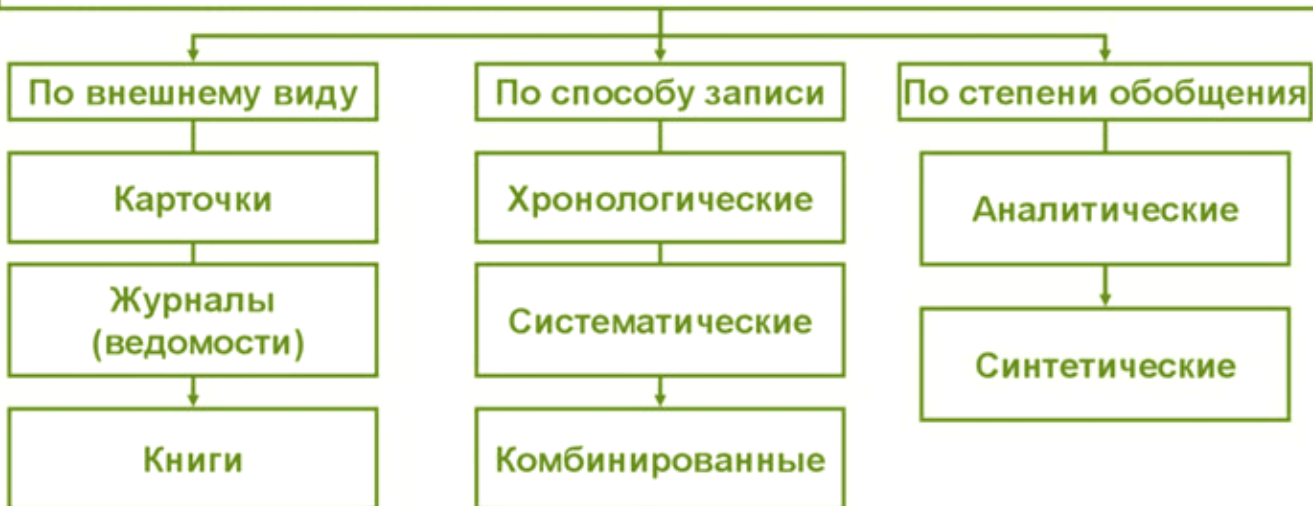 По внешнему виду
По способу записи
По степени обобщения
Карточки
Хронологические
Аналитические
Журналы
(ведомости)
Систематические
Синтетические
Книги
Комбинированные